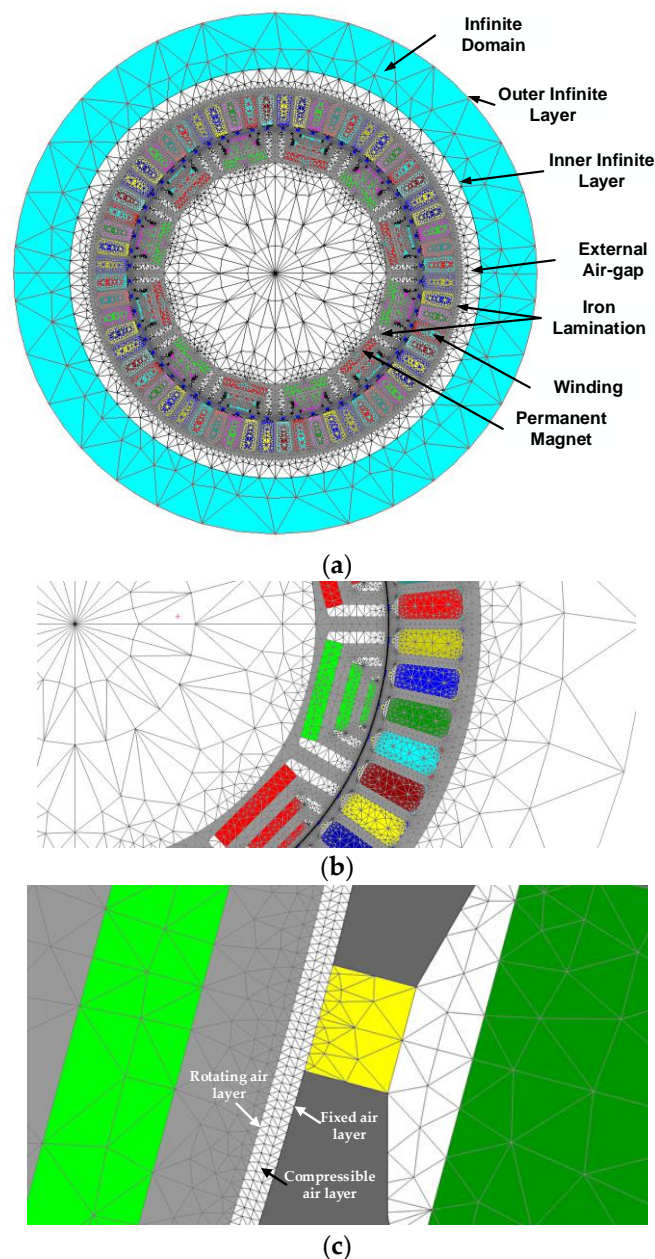 Infinite
Domain
Outer Infinite
Layer
Inner Infinite
Layer
External
Air-gap
Iron
Lamination
Winding
Permanent
Magnet
(a)
(b)
Rotating air
layer
Fixed air
layer
Compressible
air layer
(c)